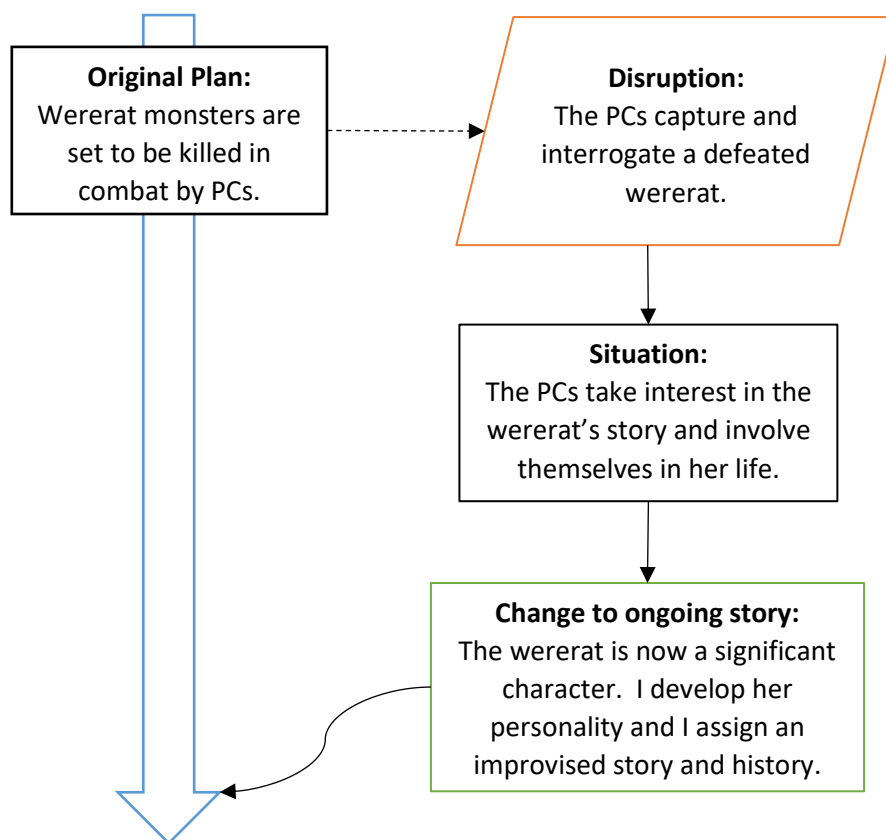 Original Plan:
Wererat monsters are
set to be killed in
combat by PCs.
Disruption:
The PCs capture and
interrogate a defeated
wererat.
Situation:
The PCs take interest in the
wererat’s story and involve
themselves in her life.
Change to ongoing story:
The wererat is now a significant
character.  I develop her
personality and I assign an
improvised story and history.